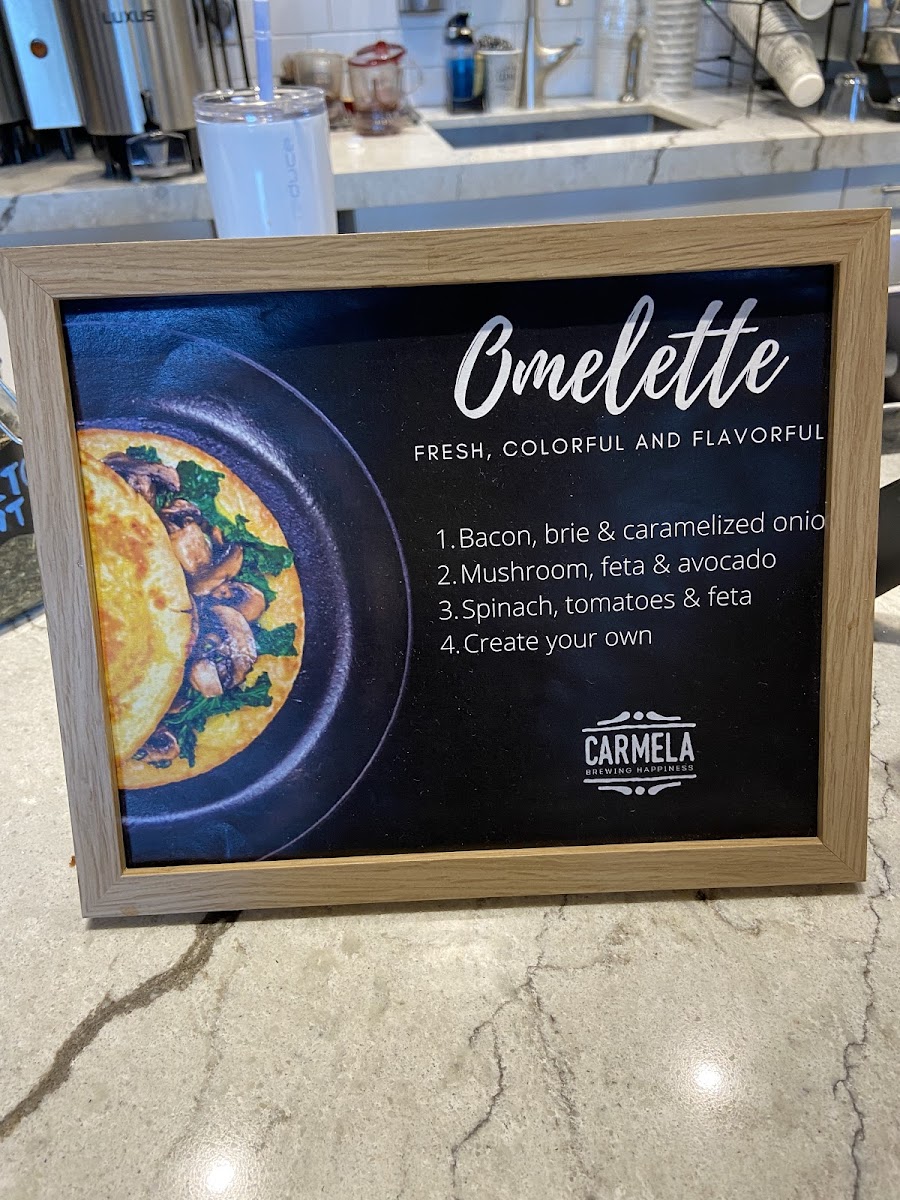 LUXUS
duce
Omelette
FRESH, COLORFUL AND FLAVORFUL
1. Bacon, brie & caramelized onio
2. Mushroom, feta & avocado
3. Spinach, tomatoes & feta
4. Create your own
CARMELA
BREWING HAPPINESS